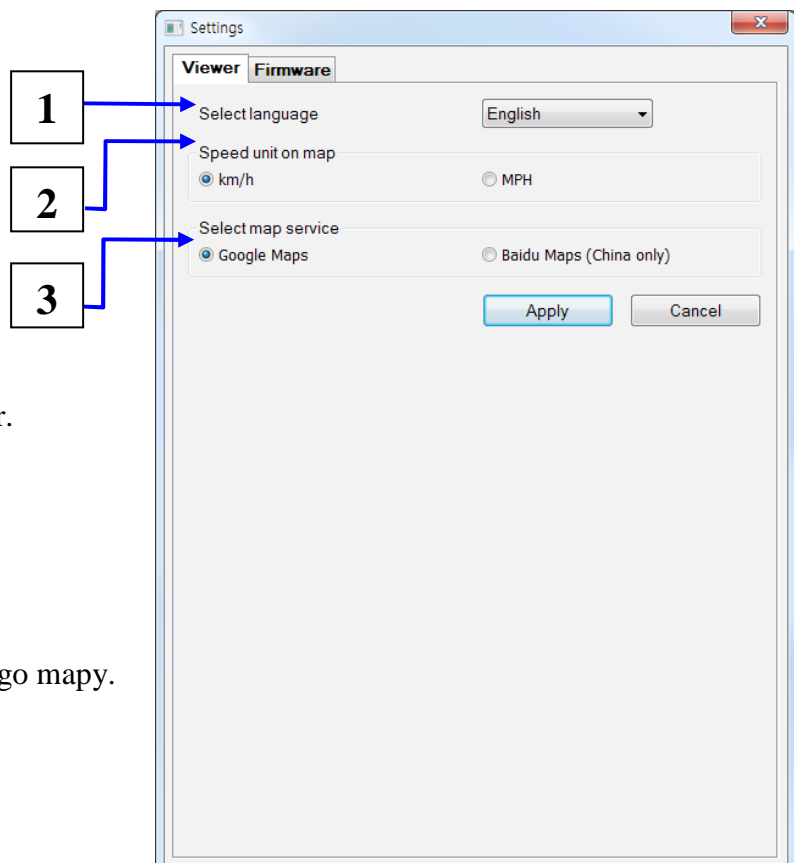 Settings
Viewer Firmware
1
Select language English
Speed unit on map
km/h MPH
2
Select map service
Google Maps Baidu Maps (China only)
3
Apply Cancel
r.
go mapy.